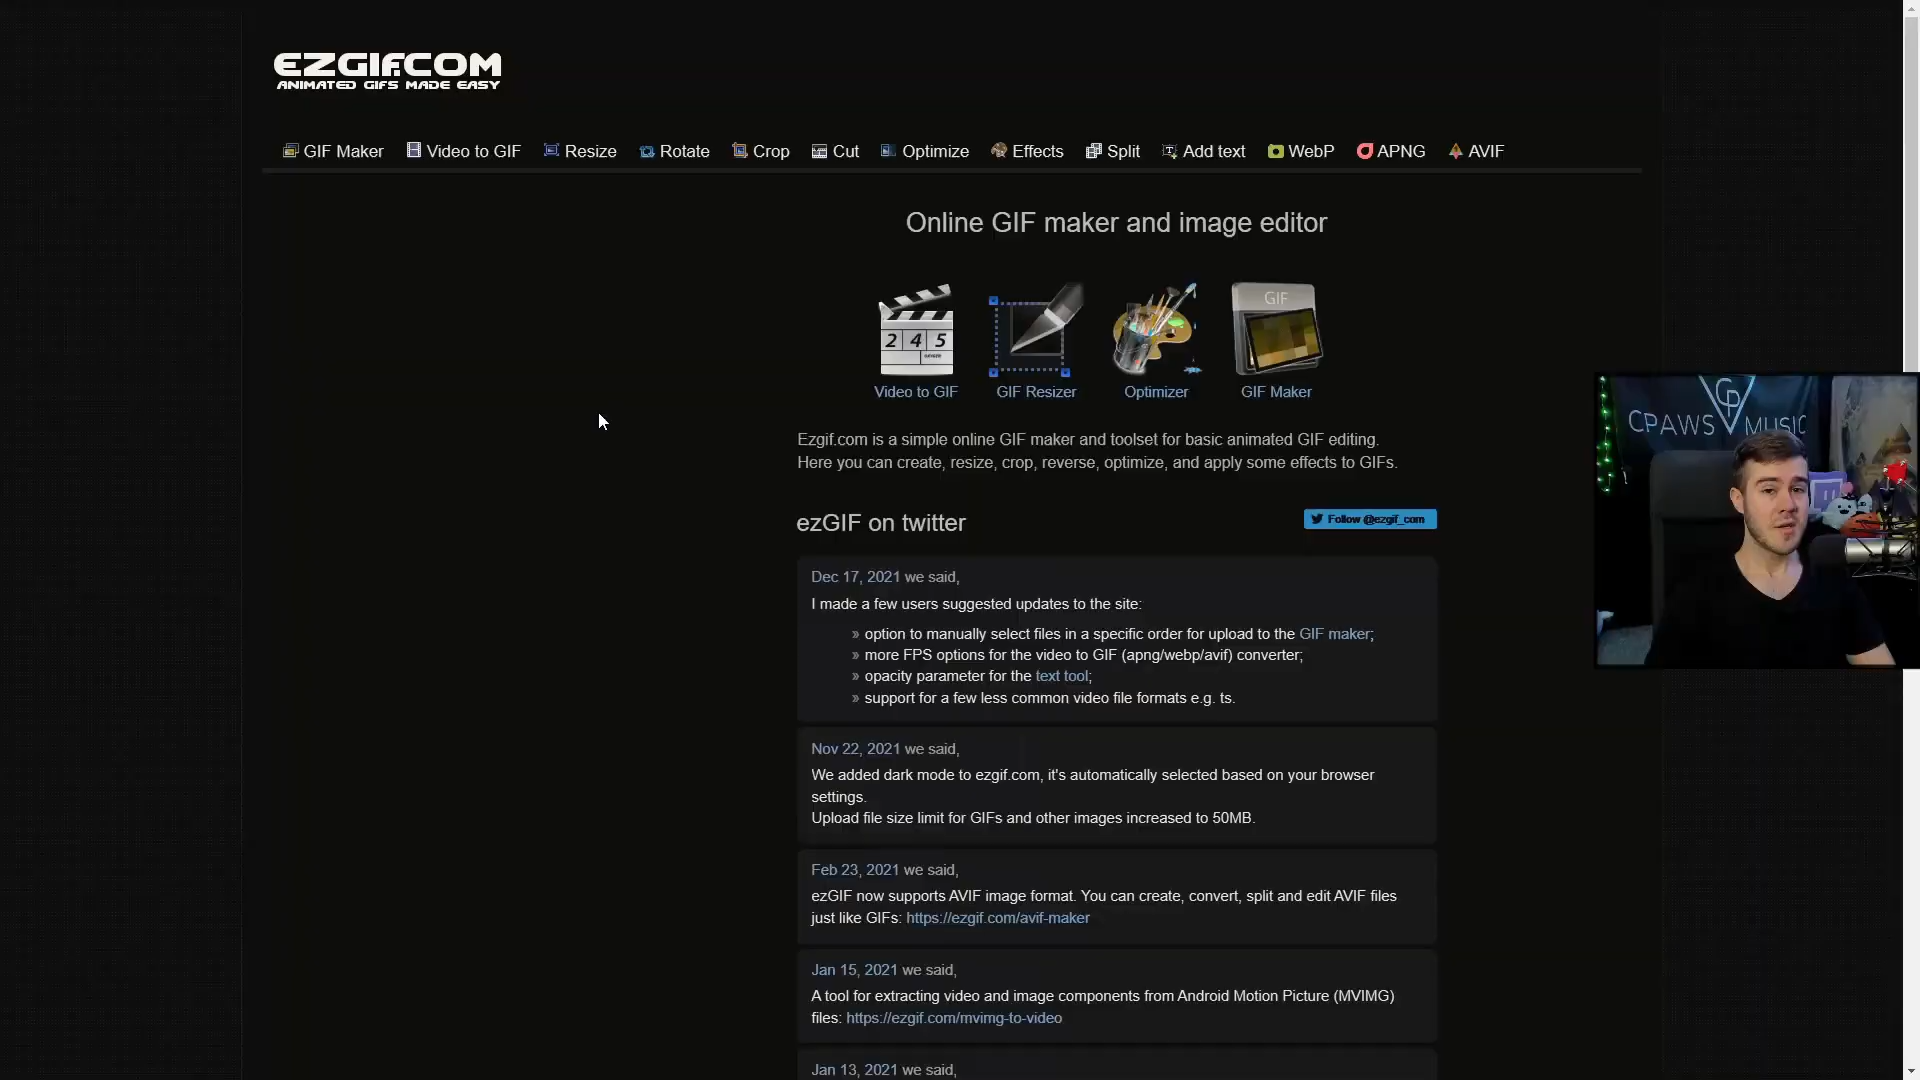 EZGIF.COM
ANIMATED GIFS MADE EASY
GIF Maker Video to GIF Resize Rotate Crop Cut Optimize Effects Split Add text WebP APNG AVIF
Online GIF maker and image editor
2 4 5
GIF
Video to GIF GIF Resizer Optimizer GIF Maker
Ezgif.com is a simple online GIF maker and toolset for basic animated GIF editing.
Here you can create, resize, crop, reverse, optimize, and apply some effects to GIFs.
ezGIF on twitter
Follow @ezgif_com
Dec 17, 2021 we said,
I made a few users suggested updates to the site:
» option to manually select files in a specific order for upload to the GIF maker;
» more FPS options for the video to GIF (apng/webp/avif) converter;
» opacity parameter for the text tool;
» support for a few less common video file formats e.g. ts.
Nov 22, 2021 we said,
We added dark mode to ezgif.com, it's automatically selected based on your browser
settings.
Upload file size limit for GIFs and other images increased to 50MB.
Feb 23, 2021 we said,
ezGIF now supports AVIF image format. You can create, convert, split and edit AVIF files
just like GIFs: https://ezgif.com/avif-maker
Jan 15, 2021 we said,
A tool for extracting video and image components from Android Motion Picture (MVIMG)
files: https://ezgif.com/mvimg-to-video
Jan 13, 2021 we said,
CP
CPAWS MUSIC